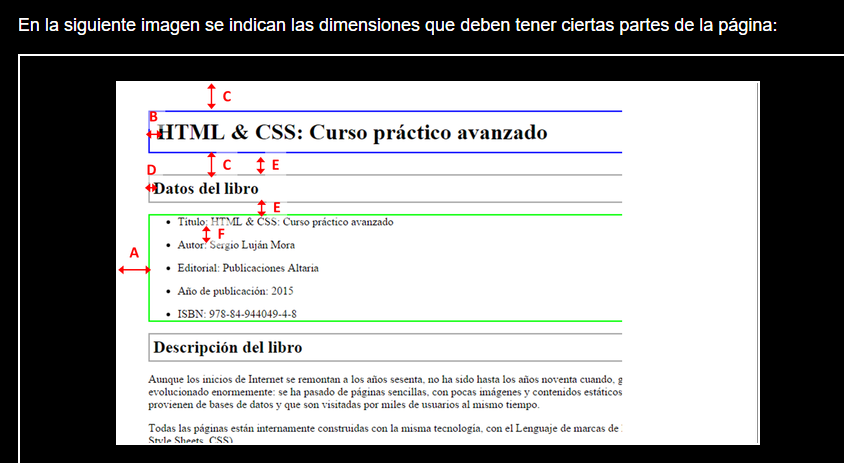 En la siguiente imagen se indican las dimensiones que deben tener ciertas partes de la página:
C
B
HTML & CSS: Curso práctico avanzado
C E
D
Datos del libro
E
• Título: HTML & CSS: Curso práctico avanzado
F
• Autor: Sergio Luján Mora
A
• Editorial: Publicaciones Altaria
• Año de publicación: 2015
• ISBN: 978-84-944049-4-8
Descripción del libro
Aunque los inicios de Internet se remontan a los años sesenta, no ha sido hasta los años noventa cuando, g
evolucionado enormemente: se ha pasado de páginas sencillas, con pocas imágenes y contenidos estáticos
provienen de bases de datos y que son visitadas por miles de usuarios al mismo tiempo.
Todas las páginas están internamente construidas con la misma tecnología, con el Lenguaje de marcas de
Style Sheets, CSS)